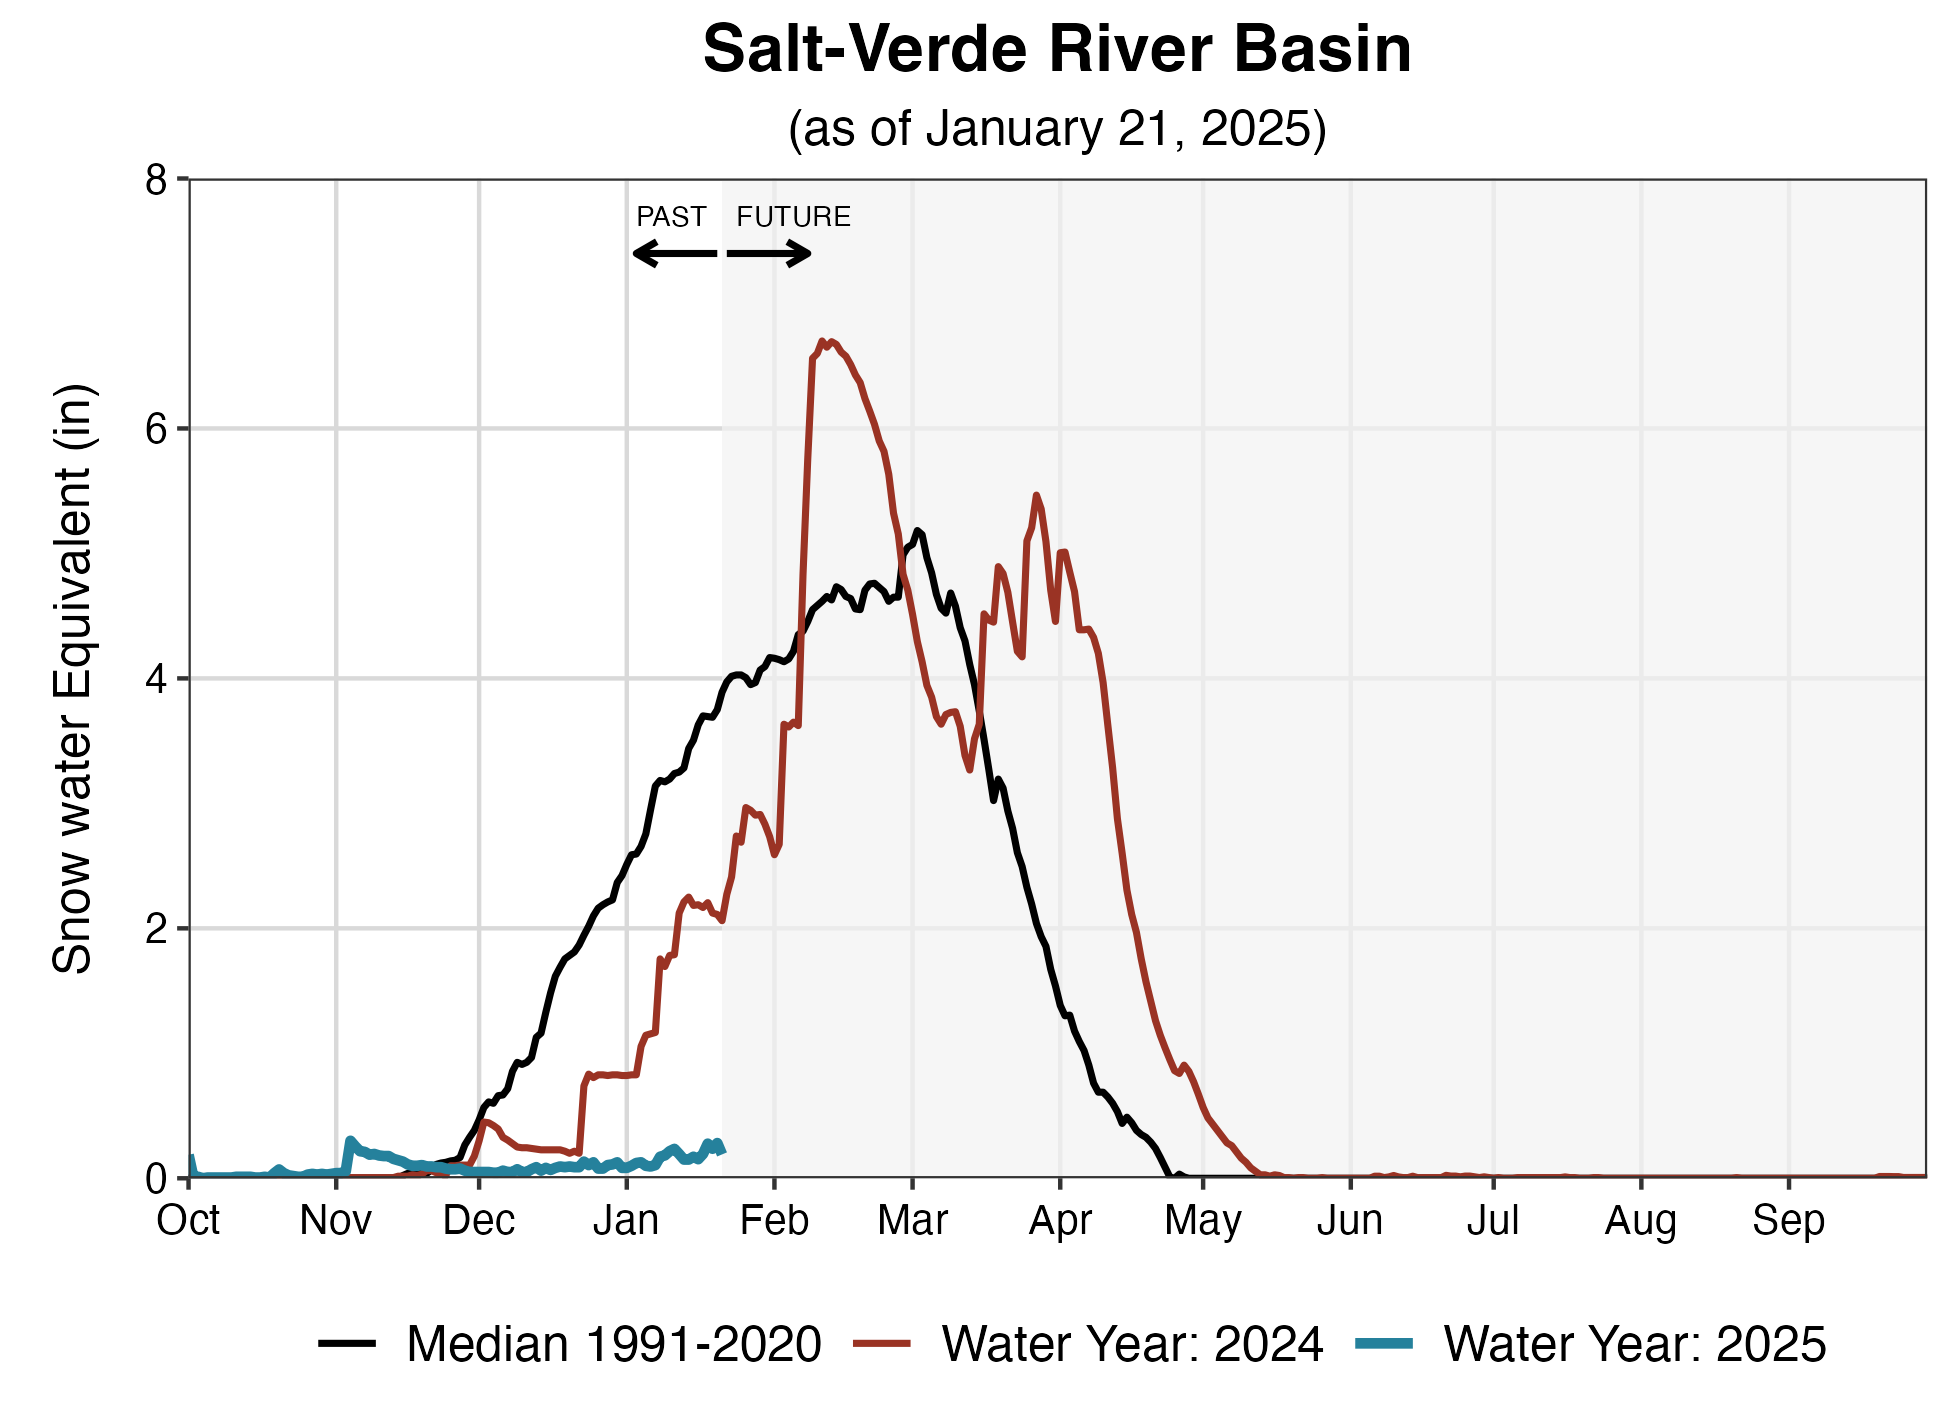 Salt-Verde River Basin
(as of January 21, 2025)
PAST FUTURE
Snow water Equivalent (in)
8
6
4
2
0
Oct Nov Dec Jan Feb Mar Apr May Jun Jul Aug Sep
Median 1991-2020 Water Year: 2024 Water Year: 2025